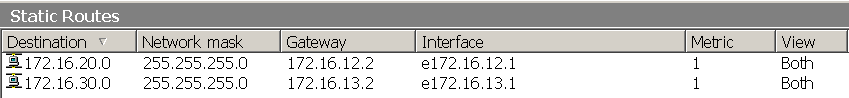 Static Routes
Destination Network mask Gateway Interface Metric View
172.16.20.0 255.255.255.0 172.16.12.2 e172.16.12.1 1 Both
172.16.30.0 255.255.255.0 172.16.13.2 e172.16.13.1 1 Both